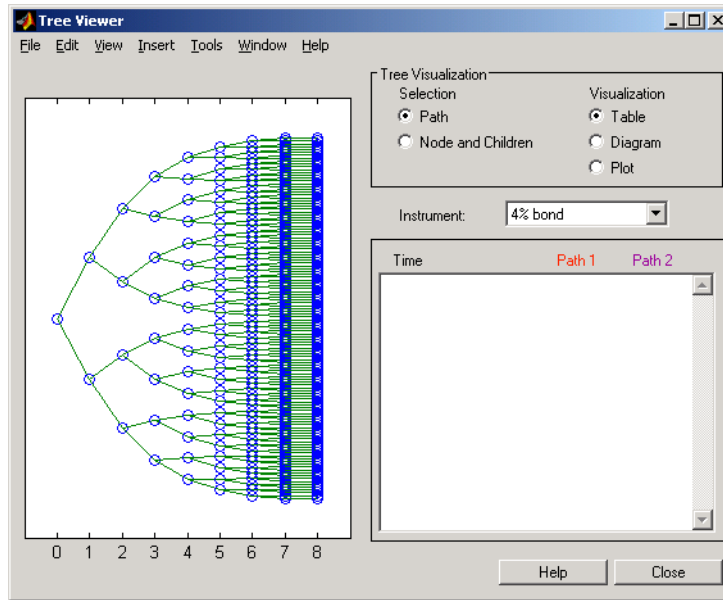 Tree Viewer
File Edit View Insert Tools Window Help
Tree Visualization
Selection Visualization
Path Table
Node and Children Diagram
Plot
Instrument: 4% bond
Time Path 1 Path 2
0 1 2 3 4 5 6 7 8
Help Close